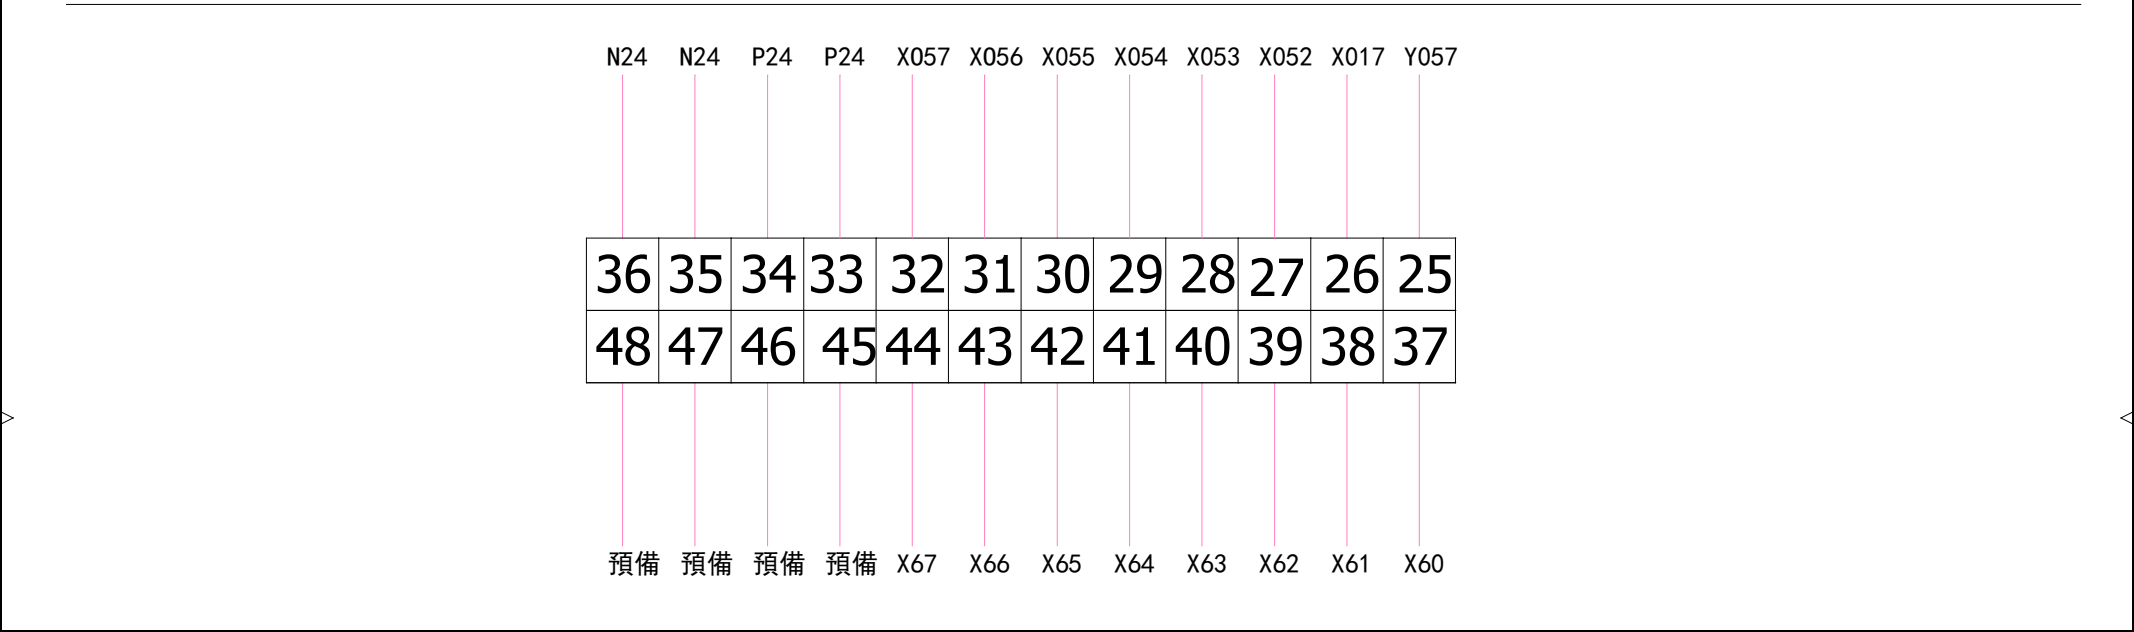 N24 N24 P24 P24 X057 X056 X055 X054 X053 X052 X017 Y057
36 35 34 33 32 31 30 29 28 27 26 25
48 47 46 45 44 43 42 41 40 39 38 37
預備 預備 預備 預備 X67 X66 X65 X64 X63 X62 X61 X60